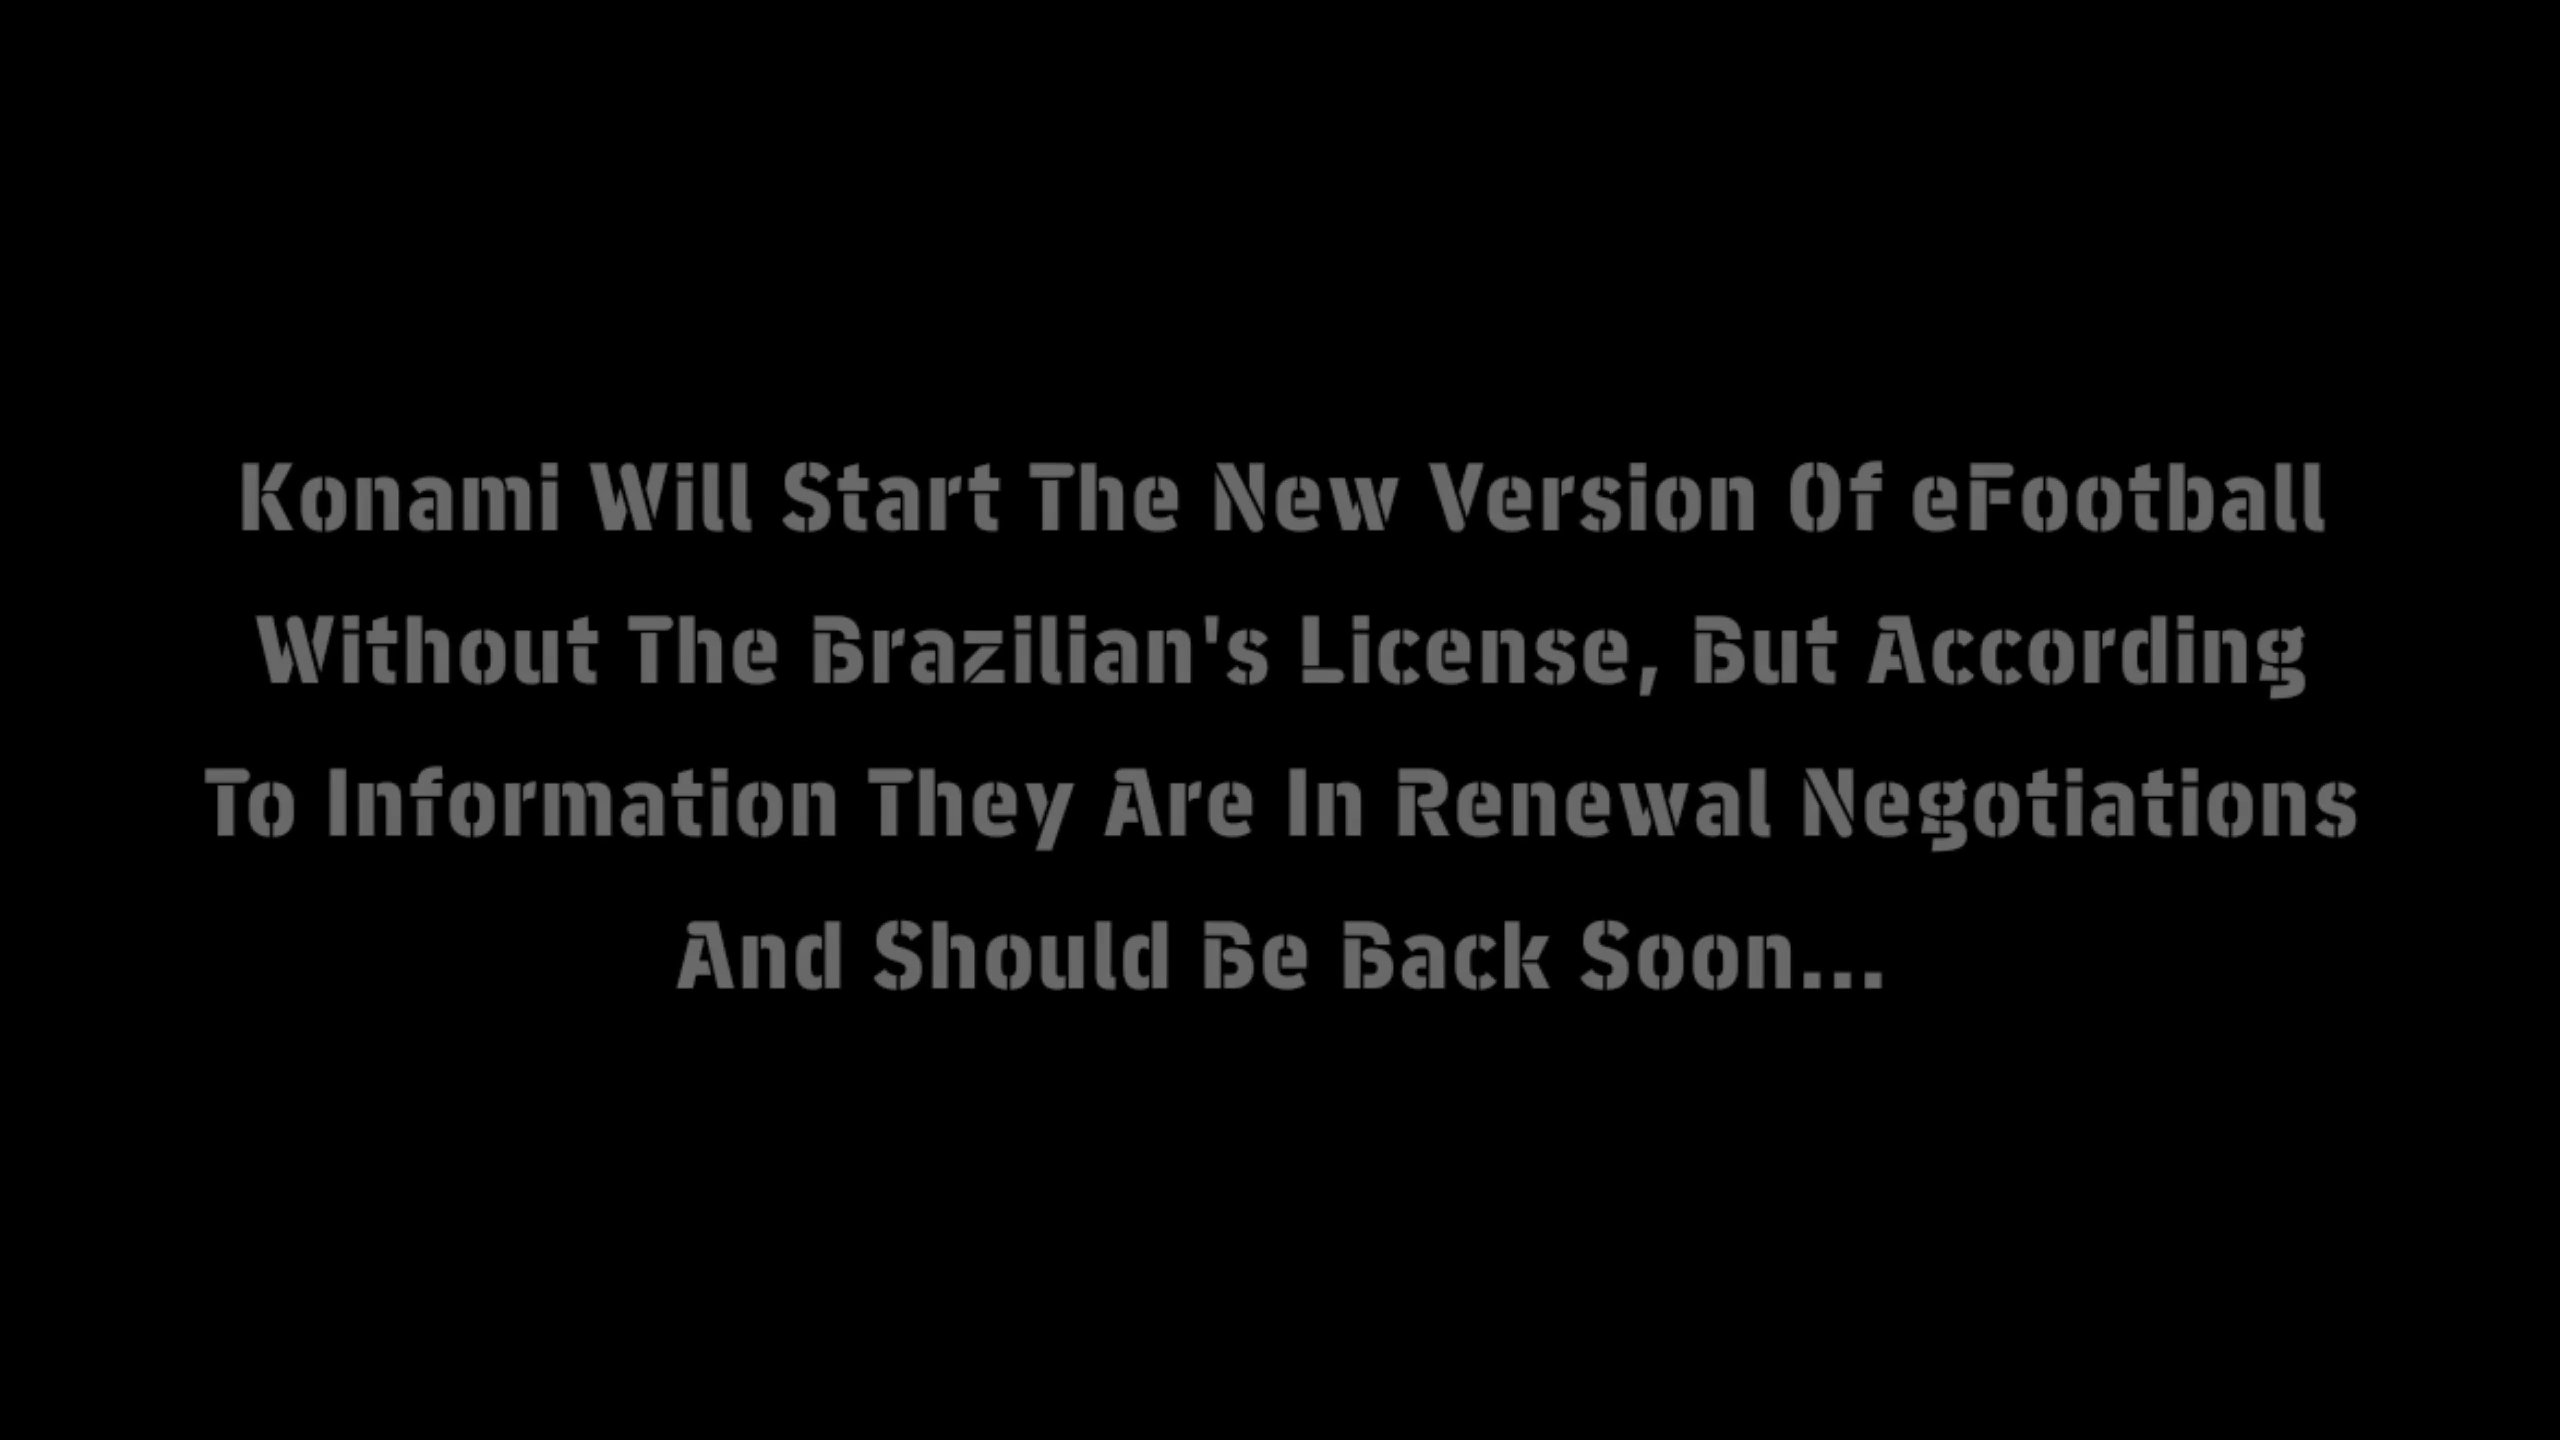 Konami Will Start The New Version Of eFootball
Without The Brazilian's License, But According
To Information They Are In Renewal Negotiations
And Should Be Back Soon...